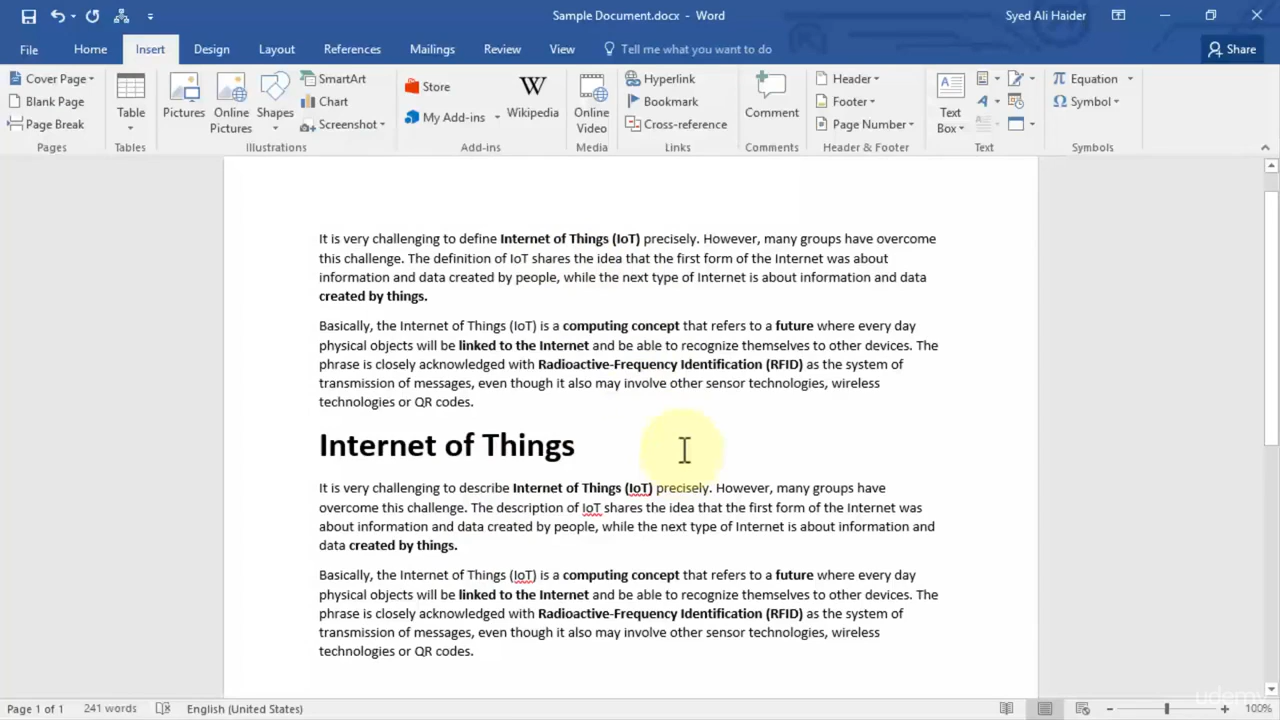 Sample Document.docx - Word
Syed Ali Haider
File Home Insert Design Layout References Mailings Review View Tell me what you want to do Share
Cover Page
Blank Page
Page Break
Pages
Table
Tables
Pictures
Online Pictures
Shapes
SmartArt
Chart
Screenshot
Illustrations
Store
My Add-ins
W
Wikipedia
Add-ins
Online Video
Media
Hyperlink
Bookmark
Cross-reference
Links
Comment
Comments
Header
Footer
Page Number
Header & Footer
Text Box
Text
π Equation
Ω Symbol
Symbols
It is very challenging to define Internet of Things (IoT) precisely. However, many groups have overcome
this challenge. The definition of IoT shares the idea that the first form of the Internet was about
information and data created by people, while the next type of Internet is about information and data
created by things.
Basically, the Internet of Things (IoT) is a computing concept that refers to a future where every day
physical objects will be linked to the Internet and be able to recognize themselves to other devices. The
phrase is closely acknowledged with Radioactive-Frequency Identification (RFID) as the system of
transmission of messages, even though it also may involve other sensor technologies, wireless
technologies or QR codes.
Internet of Things
It is very challenging to describe Internet of Things (IoT) precisely. However, many groups have
overcome this challenge. The description of IoT shares the idea that the first form of the Internet was
about information and data created by people, while the next type of Internet is about information and
data created by things.
Basically, the Internet of Things (IoT) is a computing concept that refers to a future where every day
physical objects will be linked to the Internet and be able to recognize themselves to other devices. The
phrase is closely acknowledged with Radioactive-Frequency Identification (RFID) as the system of
transmission of messages, even though it also may involve other sensor technologies, wireless
technologies or QR codes.
udemy
Page 1 of 1 241 words English (United States) 100%